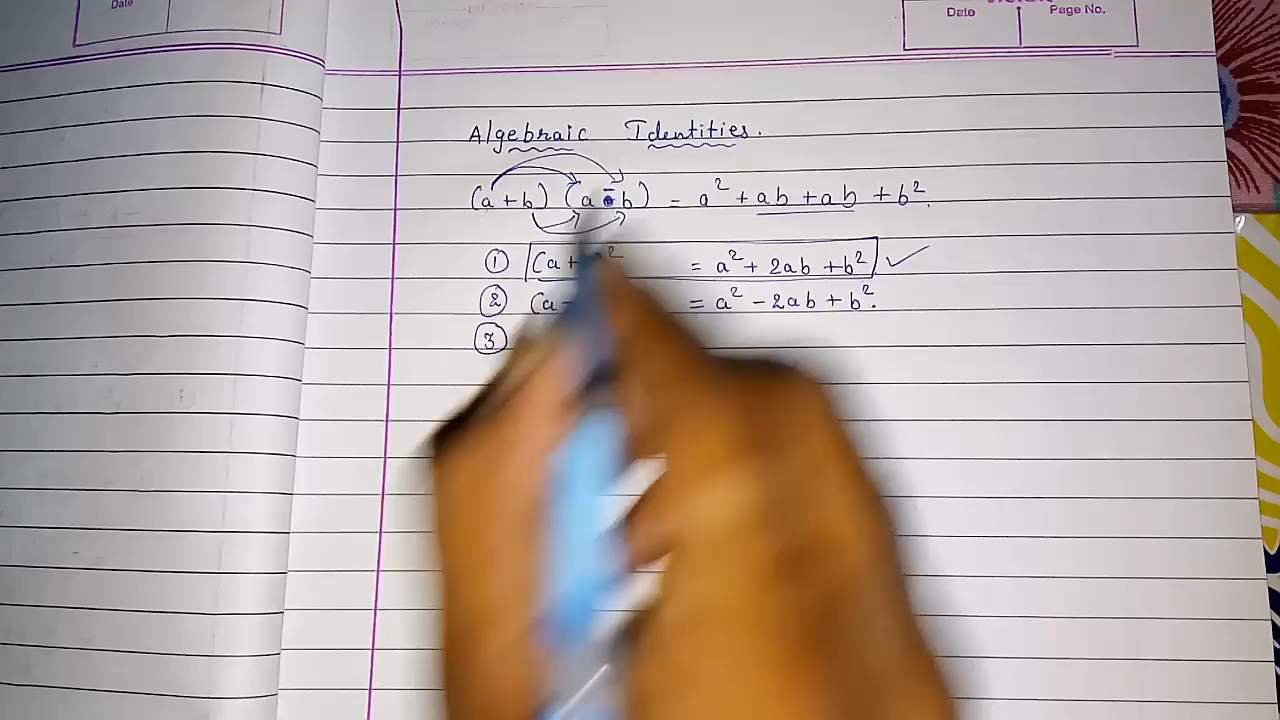 Date
Date Page No.
Algebraic Identities.
(a+b) (a - b) = a² + ab + ab + b².
① (a+ ² = a² + 2ab + b² ✓
② (a- = a² - 2ab + b².
③